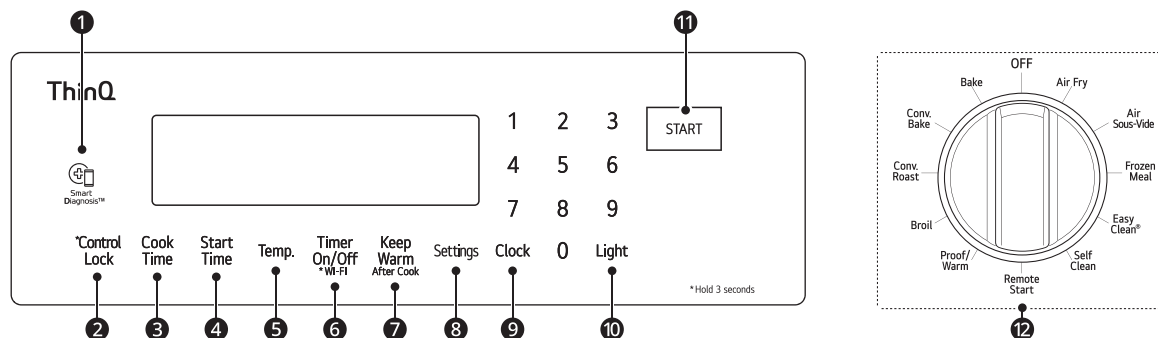 1
11
ThinQ
Smart
Diagnosis™
1 2 3
4 5 6
7 8 9
0
START
*Control
Lock
Cook
Time
Start
Time
Temp.
Timer
On/Off
*WI-FI
Keep
Warm
After Cook
Settings
Clock
Light
*Hold 3 seconds
2 3 4 5 6 7 8 9 10
OFF
Air Fry
Air
Sous-Vide
Frozen
Meal
Easy
Clean®
Self
Clean
Remote
Start
Proof/
Warm
Broil
Conv.
Roast
Conv.
Bake
Bake
12